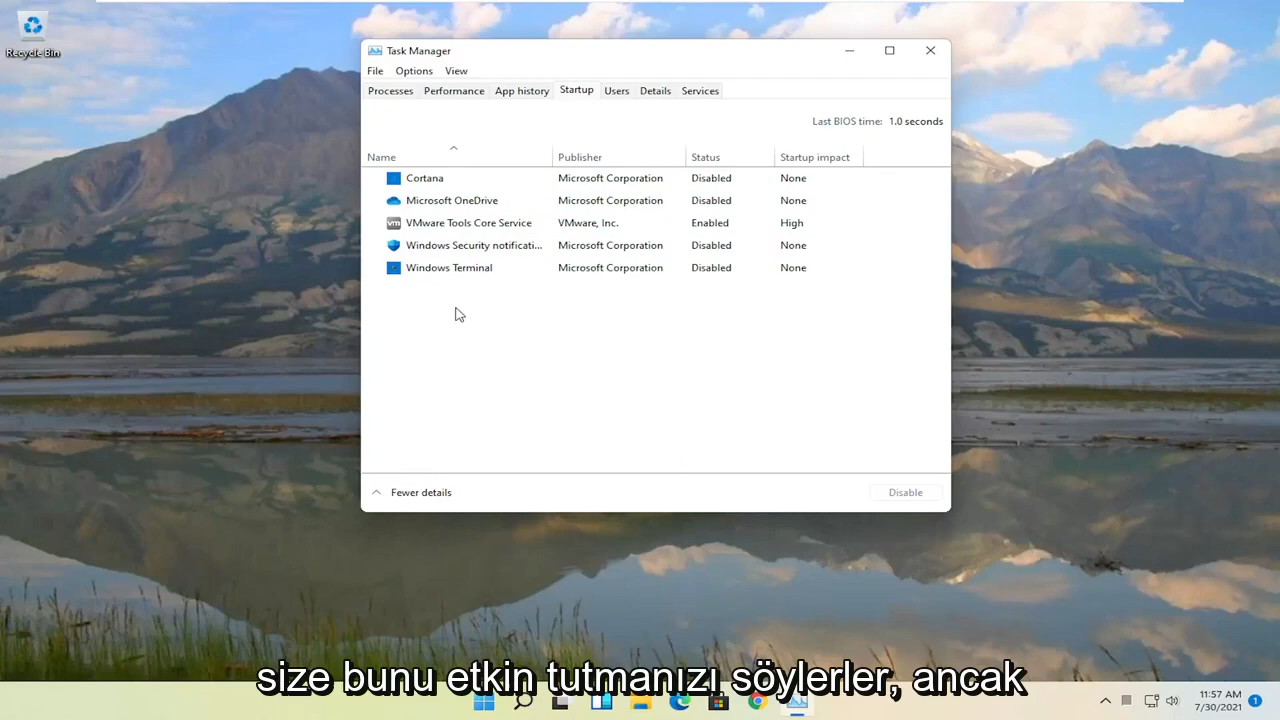 Recycle Bin
Task Manager
File Options View
Processes Performance App history Startup Users Details Services
Last BIOS time: 1.0 seconds
Name Publisher Status Startup impact
Cortana Microsoft Corporation Disabled None
Microsoft OneDrive Microsoft Corporation Disabled None
vm VMware Tools Core Service VMware, Inc. Enabled High
Windows Security notificati... Microsoft Corporation Disabled None
Windows Terminal Microsoft Corporation Disabled None
Fewer details Disable
size bunu etkin tutmanızı söylerler, ancak
11:57 AM
7/30/2021 1